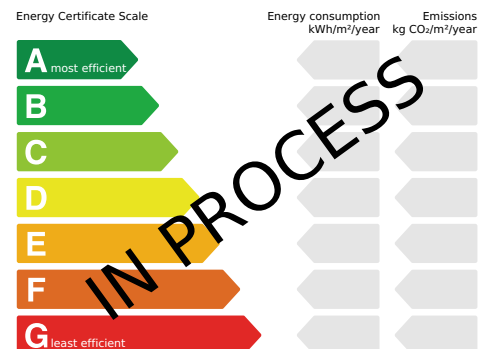 Energy Certificate Scale
Energy consumption
kWh/m²/year
Emissions
kg CO₂/m²/year
A most efficient
B
C
D
E
F
G least efficient
IN PROCESS